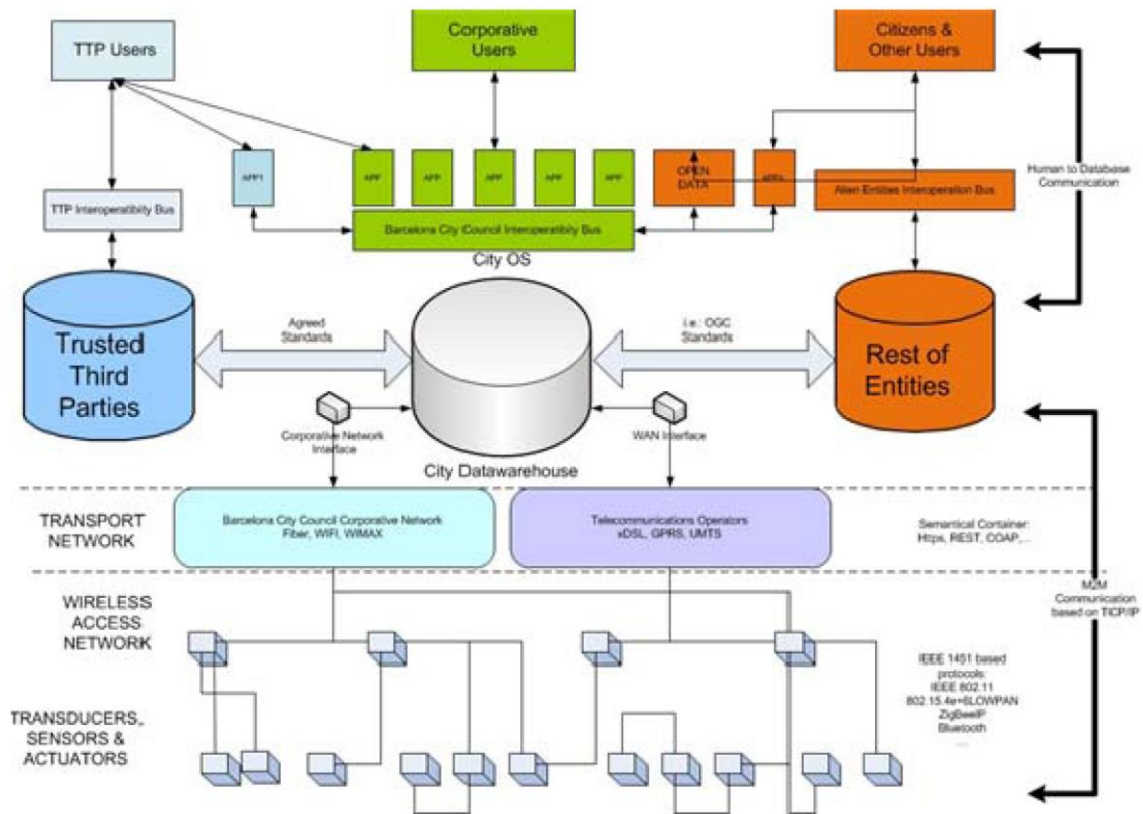 TTP Users
Corporative
Users
Citizens &
Other Users
APP1
APP
APP
APP
APP
APP
OPEN
DATA
TTP Interoperatibility Bus
Barcelona City Council Interoperatibity Bus
Alien Entities Interoperation Bus
City OS
Human to Database
Communication
Trusted
Third
Parties
Agreed
Standards
i.e.: OGC
Standards
Rest of
Entities
Corporative Network
Interface
WAN Interface
City Datawarehouse
TRANSPORT
NETWORK
Barcelona City Council Corporative Network
Fiber, WIFI, WIMAX
Telecommunications Operators
xDSL, GPRS, UMTS
Semantical Container:
Https, REST, COAP,...
M2M
Communication
based on TICP/IP
WIRELESS
ACCESS
NETWORK
IEEE 1451 based
protocols:
IEEE 802.11
802.15.4e+6LOWPAN
ZigBeeIP
Bluetooth
....
TRANSDUCERS,
SENSORS &
ACTUATORS